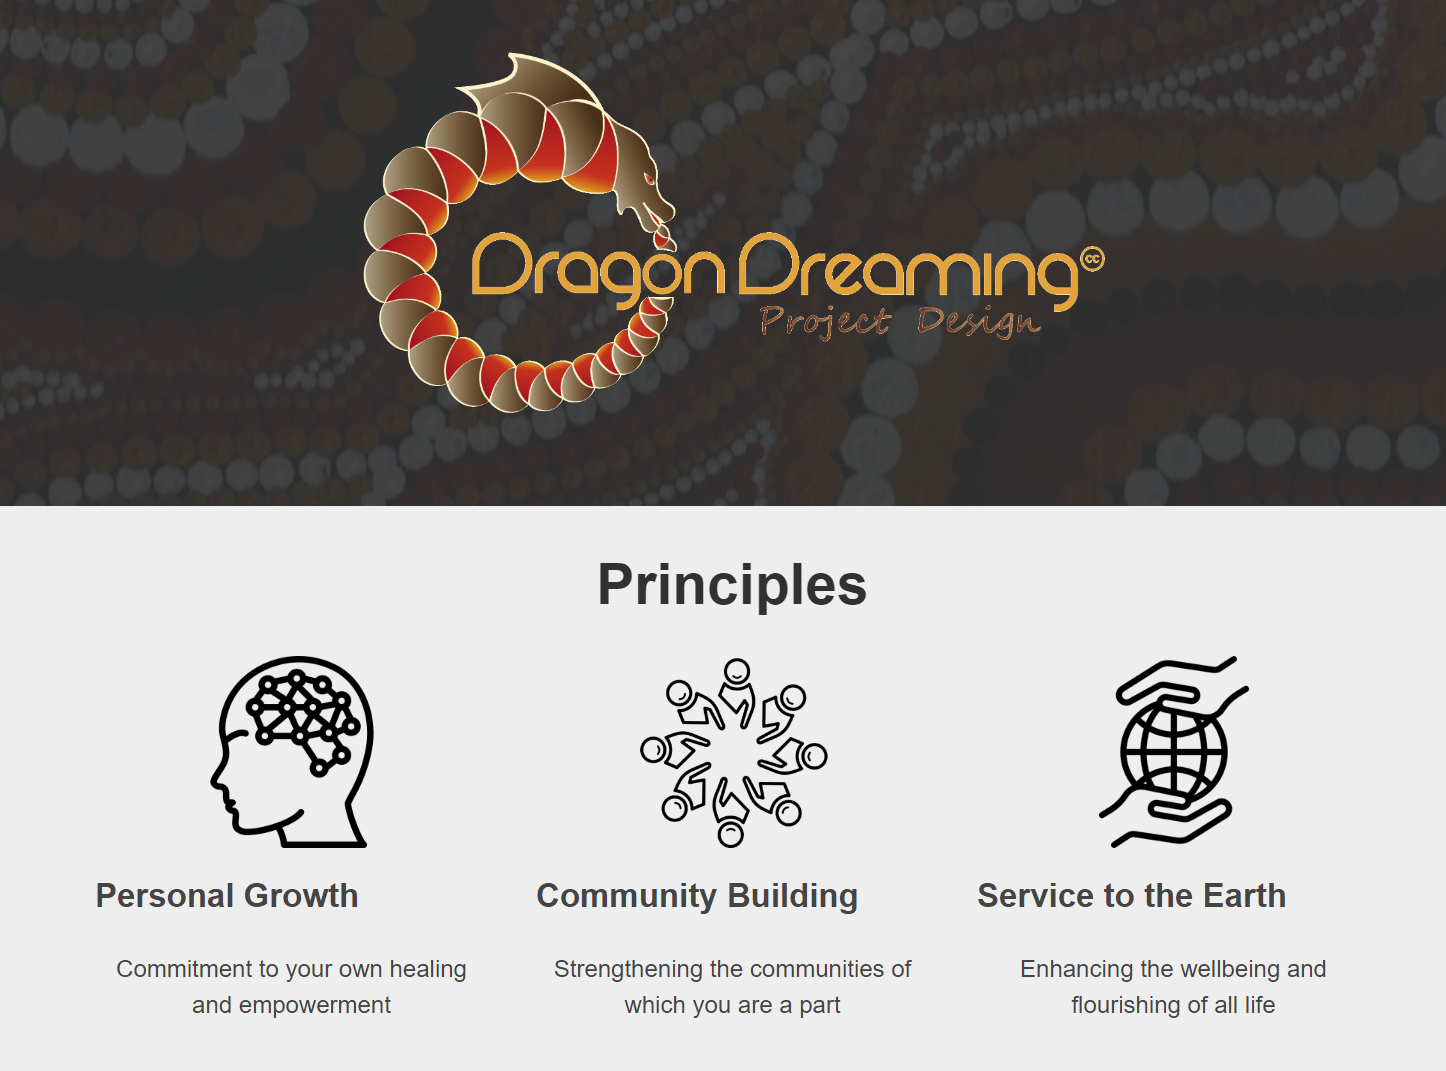 Dragon Dreaming cc
Project Design
Principles
Personal Growth
Community Building
Service to the Earth
Commitment to your own healing
and empowerment
Strengthening the communities of
which you are a part
Enhancing the wellbeing and
flourishing of all life